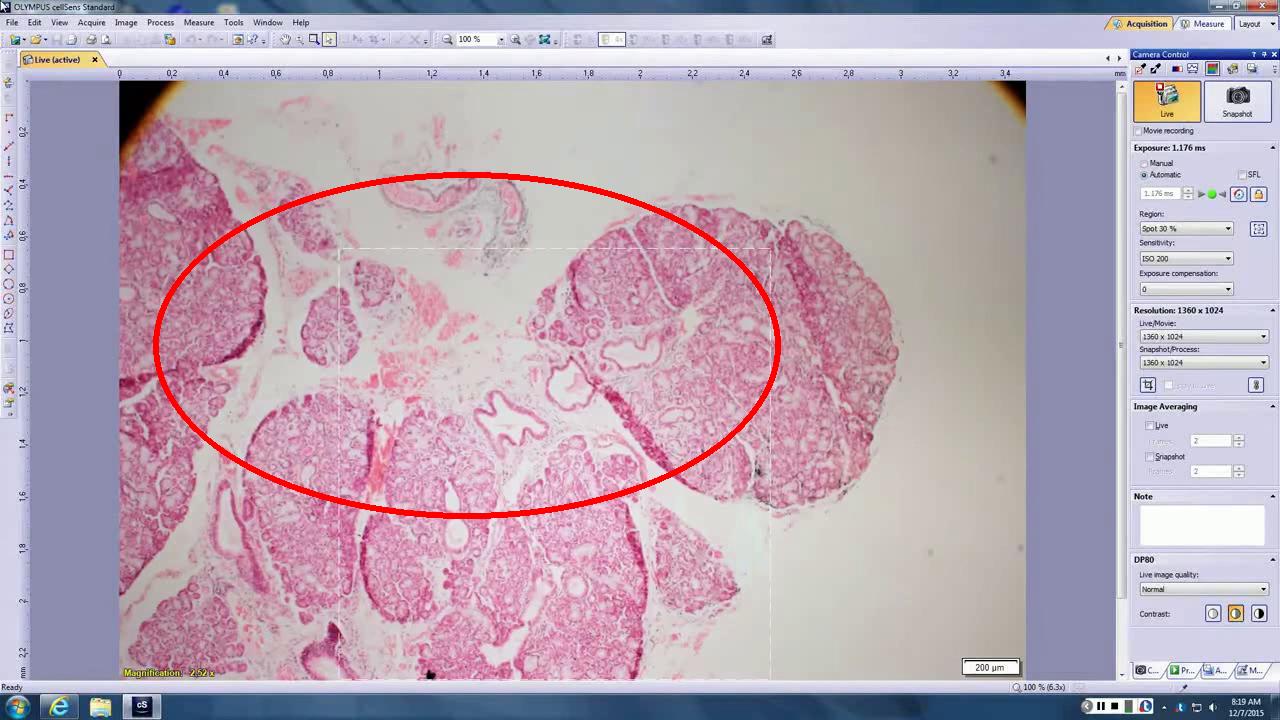 OLYMPUS cellSens Standard
File Edit View Acquire Image Process Measure Tools Window Help
Acquisition Measure Layout
100 %
Live (active)
0 0,2 0,4 0,6 0,8 1 1,2 1,4 1,6 1,8 2 2,2 2,4 2,6 2,8 3 3,2 3,4 mm
0,2
0,4
0,6
0,8
1
1,2
1,4
1,6
1,8
2
2,2
mm
Magnification: 2.52 x
200 µm
Camera Control
Live Snapshot
Movie recording
Exposure: 1.176 ms
Manual
Automatic SFL
1.176 ms
Region:
Spot 30 %
Sensitivity:
ISO 200
Exposure compensation:
0
Resolution: 1360 x 1024
Live/Movie:
1360 x 1024
Snapshot/Process:
1360 x 1024
Image Averaging
Live
Frames: 2
Snapshot
Frames: 2
Note
DP80
Live image quality:
Normal
Contrast:
C... Pr... A... M...
Ready
100 % (6.3x)
cS
8:19 AM
12/7/2015